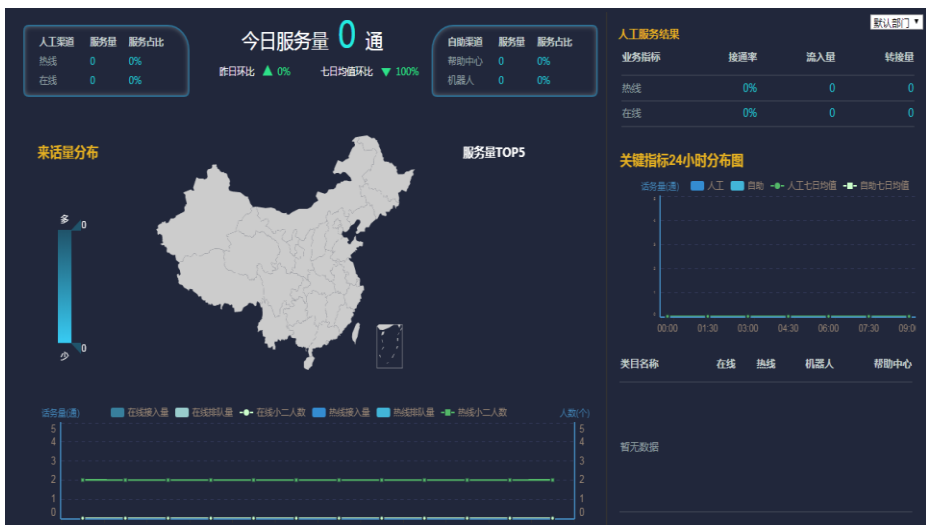 人工渠道 服务量 服务占比
热线 0 0%
在线 0 0%
今日服务量 0 通
昨日环比 ▲ 0% 七日均值环比 ▼ 100%
自助渠道 服务量 服务占比
帮助中心 0 0%
机器人 0 0%
默认部门
人工服务结果
业务指标 接通率 流入量 转接量
热线 0% 0 0
在线 0% 0 0
来话量分布
服务量TOP5
多 0
少 0
关键指标24小时分布图
话务量(通) 人工 自助 人工七日均值 自助七日均值
00:00 01:30 03:00 04:30 06:00 07:30 09:0
类目名称 在线 热线 机器人 帮助中心
暂无数据
话务量(通) 在线接入量 在线排队量 在线小二人数 热线接入量 热线排队量 热线小二人数 人数(个)
5 5
4 4
3 3
2 2
1 1
0 0